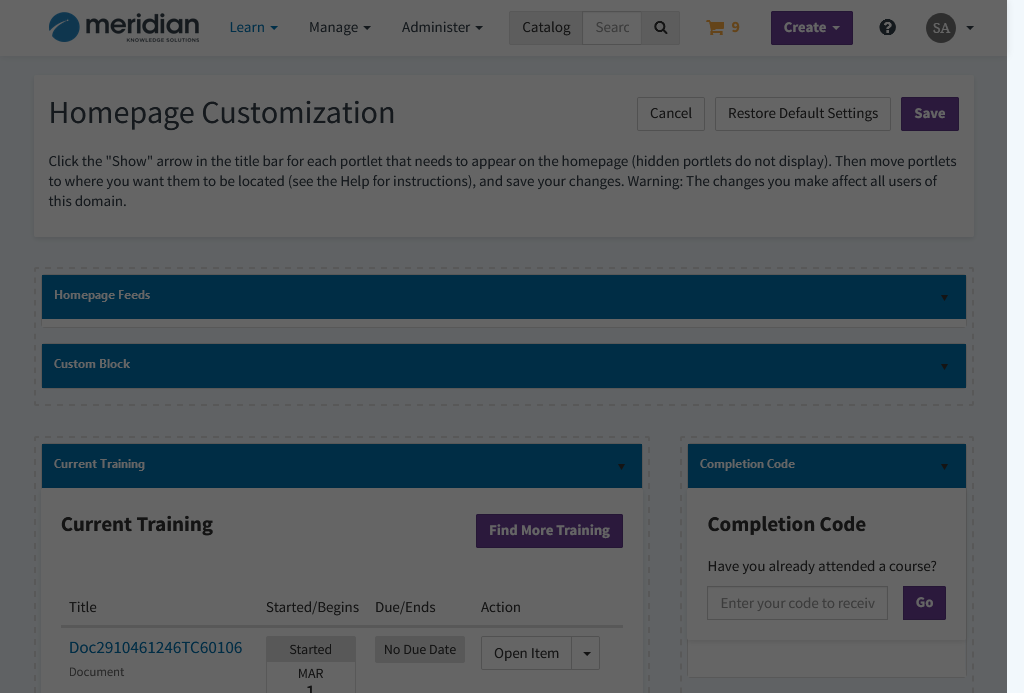 meridian
KNOWLEDGE SOLUTIONS
Learn
Manage
Administer
Catalog
Searc
9
Create
?
SA
Homepage Customization
Cancel
Restore Default Settings
Save
Click the "Show" arrow in the title bar for each portlet that needs to appear on the homepage (hidden portlets do not display). Then move portlets
to where you want them to be located (see the Help for instructions), and save your changes. Warning: The changes you make affect all users of
this domain.
Homepage Feeds
Custom Block
Current Training
Current Training
Find More Training
Title Started/Begins Due/Ends Action
Doc2910461246TC60106
Document
Started
MAR
1
No Due Date
Open Item
Completion Code
Completion Code
Have you already attended a course?
Enter your code to receiv
Go